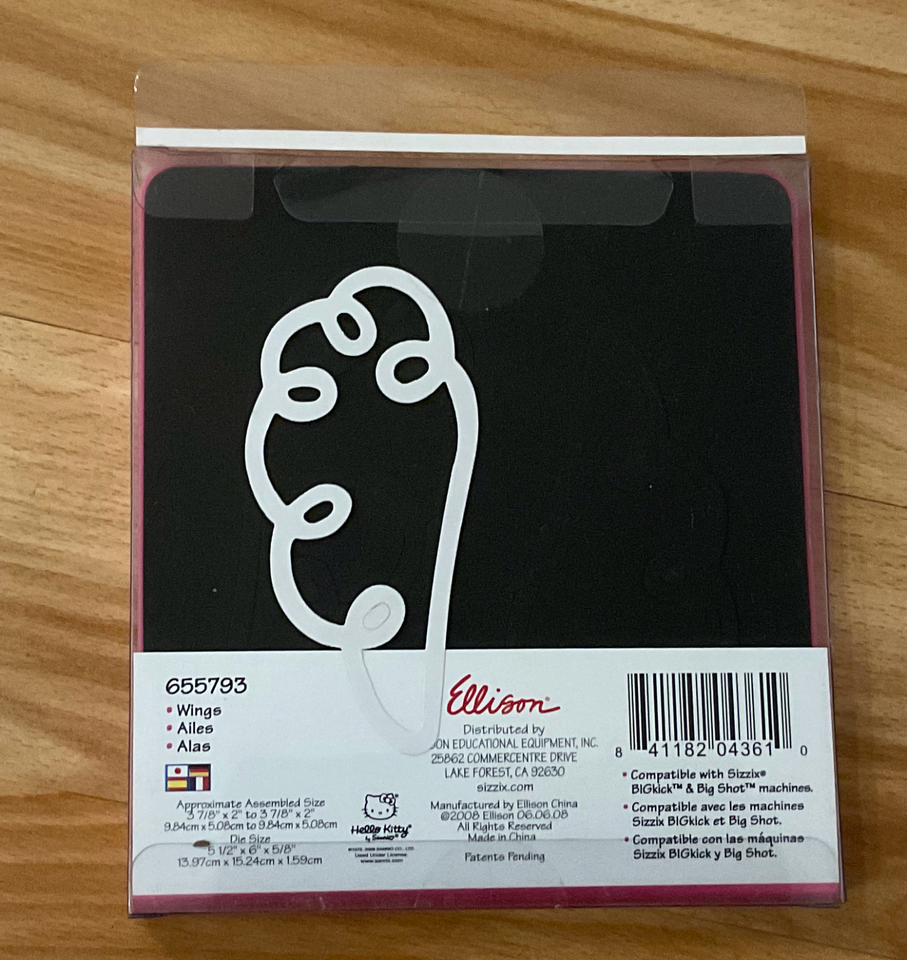 655793
• Wings
• Ailes
• Alas
Approximate Assembled Size
3 7/8" x 2" to 3 7/8" x 2"
9.84cm x 5.08cm to 9.84cm x 5.08cm
Die Size
5 1/2" x 6" x 5/8"
13.97cm x 15.24cm x 1.59cm
Hello Kitty®
by Sanrio
Ellison®
Distributed by
ON EDUCATIONAL EQUIPMENT, INC.
25862 COMMERCENTRE DRIVE
LAKE FOREST, CA 92630
sizzix.com
Manufactured by Ellison China
©2008 Ellison 06.06.08
All Rights Reserved
Made in China
Patents Pending
8 41182 04361 0
• Compatible with Sizzix®
BIGkick™ & Big Shot™ machines.
• Compatible avec les machines
Sizzix BIGkick et Big Shot.
• Compatible con las máquinas
Sizzix BIGkick y Big Shot.